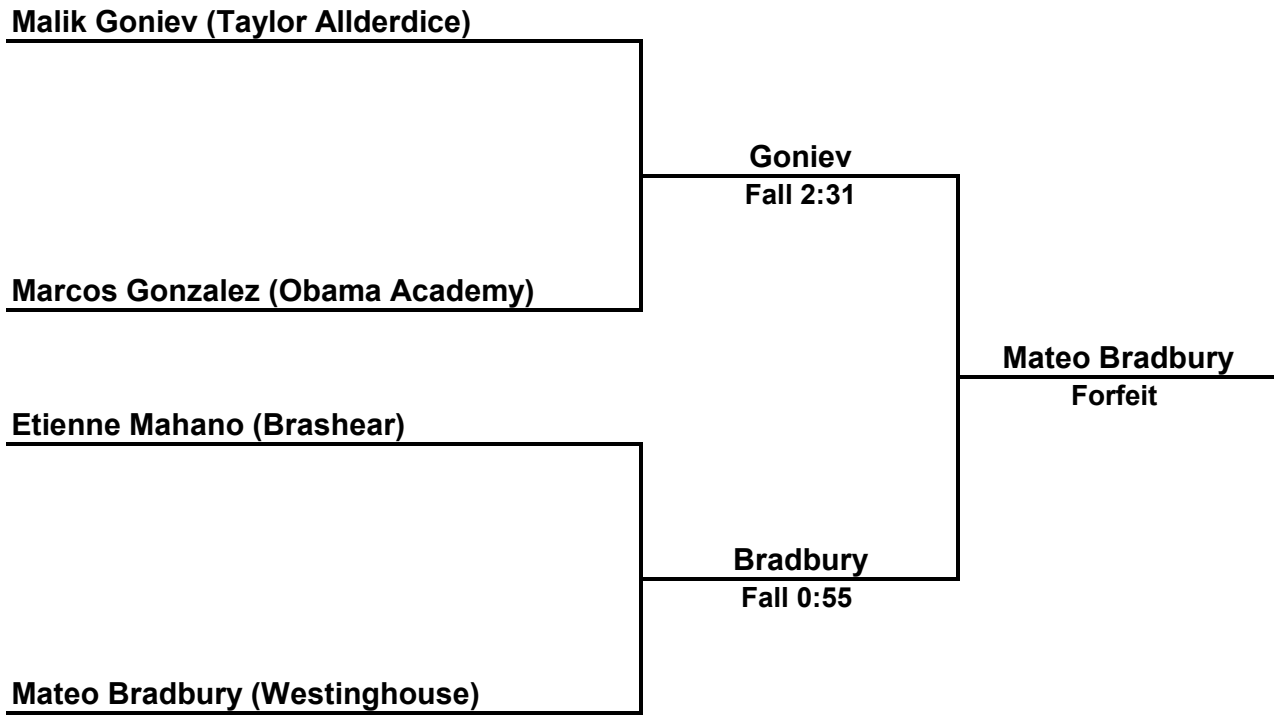 Malik Goniev (Taylor Allderdice)
Goniev
Fall 2:31
Marcos Gonzalez (Obama Academy)
Mateo Bradbury
Forfeit
Etienne Mahano (Brashear)
Bradbury
Fall 0:55
Mateo Bradbury (Westinghouse)